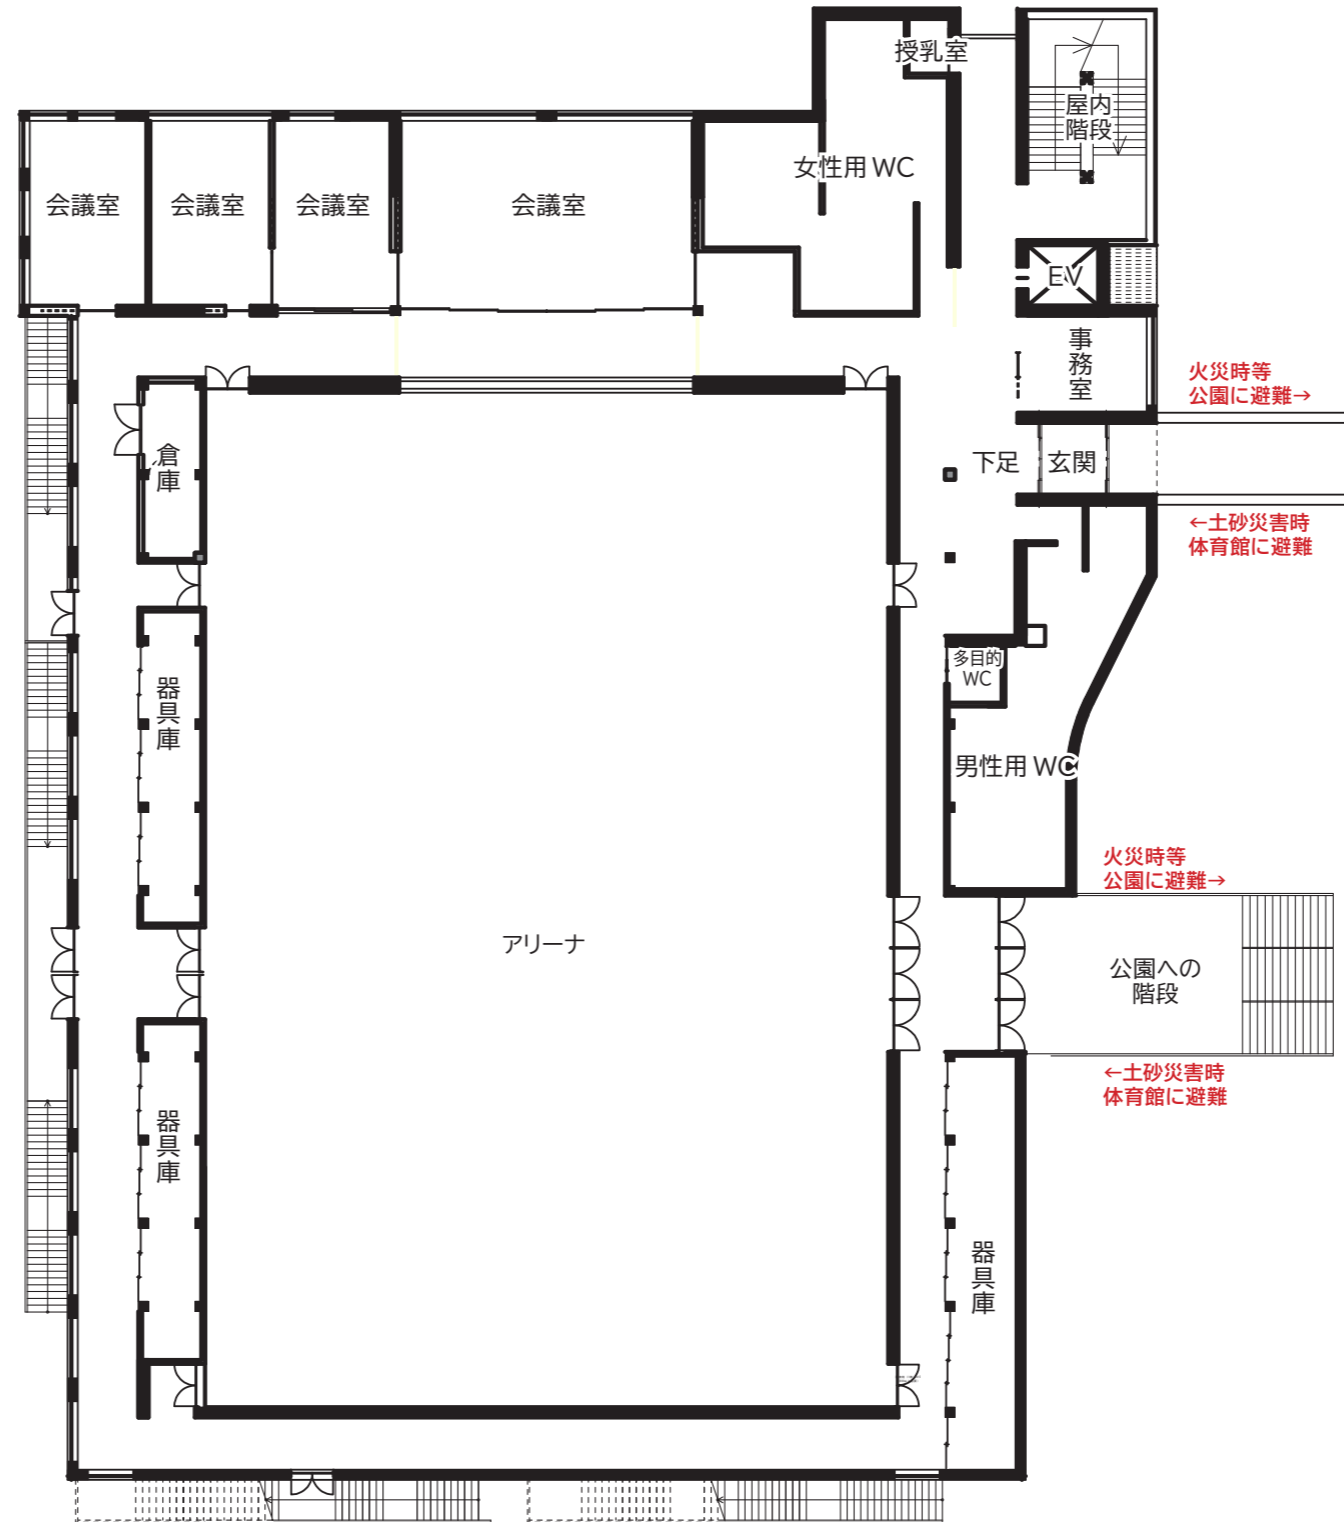 授乳室
屋内
階段
女性用 WC
会議室
会議室
会議室
会議室
EV
事務室
火災時等
公園に避難→
倉庫
下足
玄関
←土砂災害時
体育館に避難
多目的
WC
器具庫
男性用 WC
火災時等
公園に避難→
アリーナ
公園への
階段
←土砂災害時
体育館に避難
器具庫
器具庫